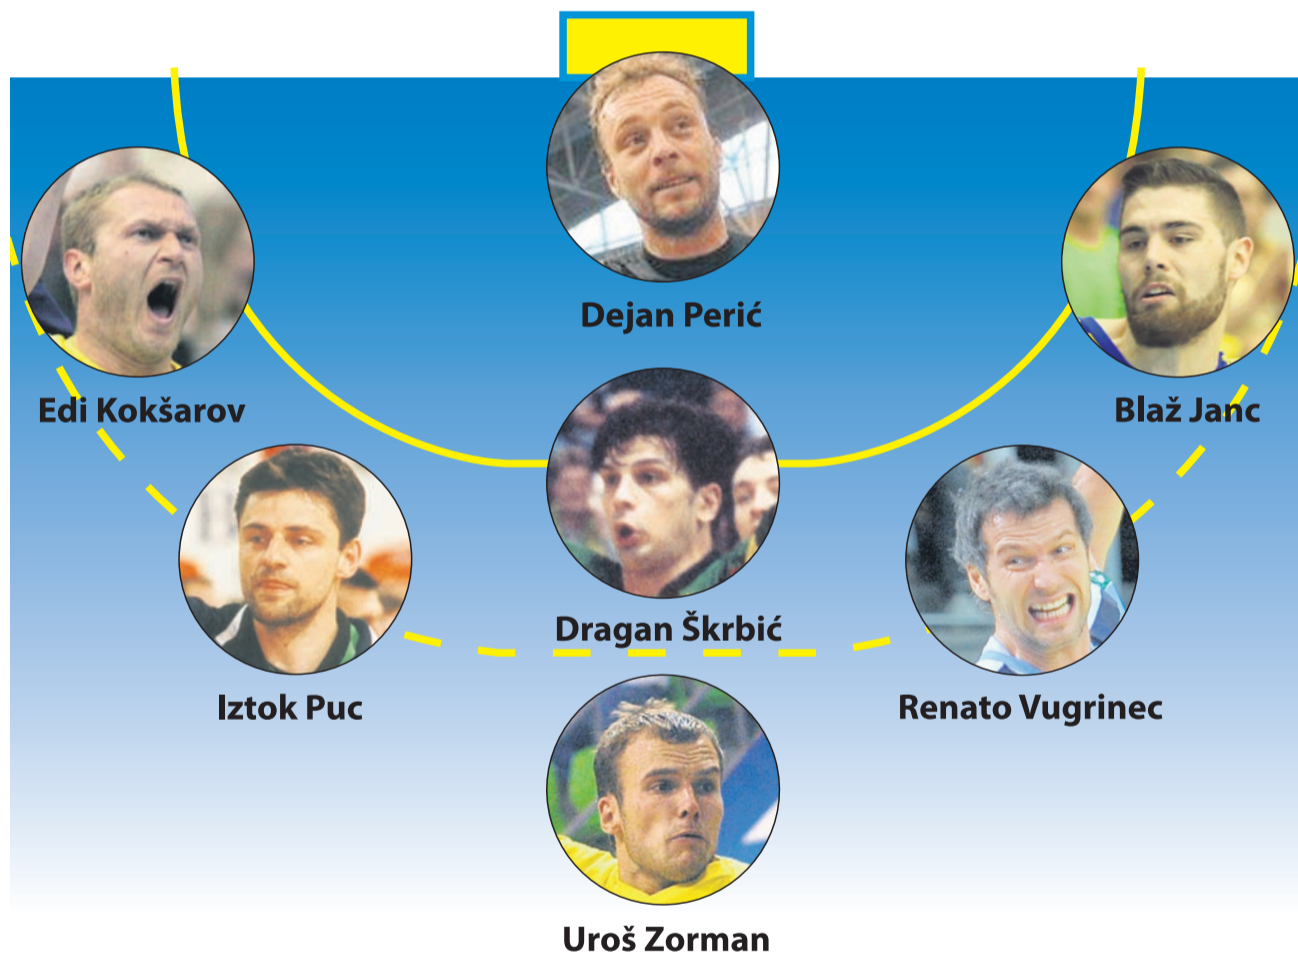 Dejan Perić
Edi Kokšarov
Blaž Janc
Dragan Škrbić
Iztok Puc
Renato Vugrinec
Uroš Zorman